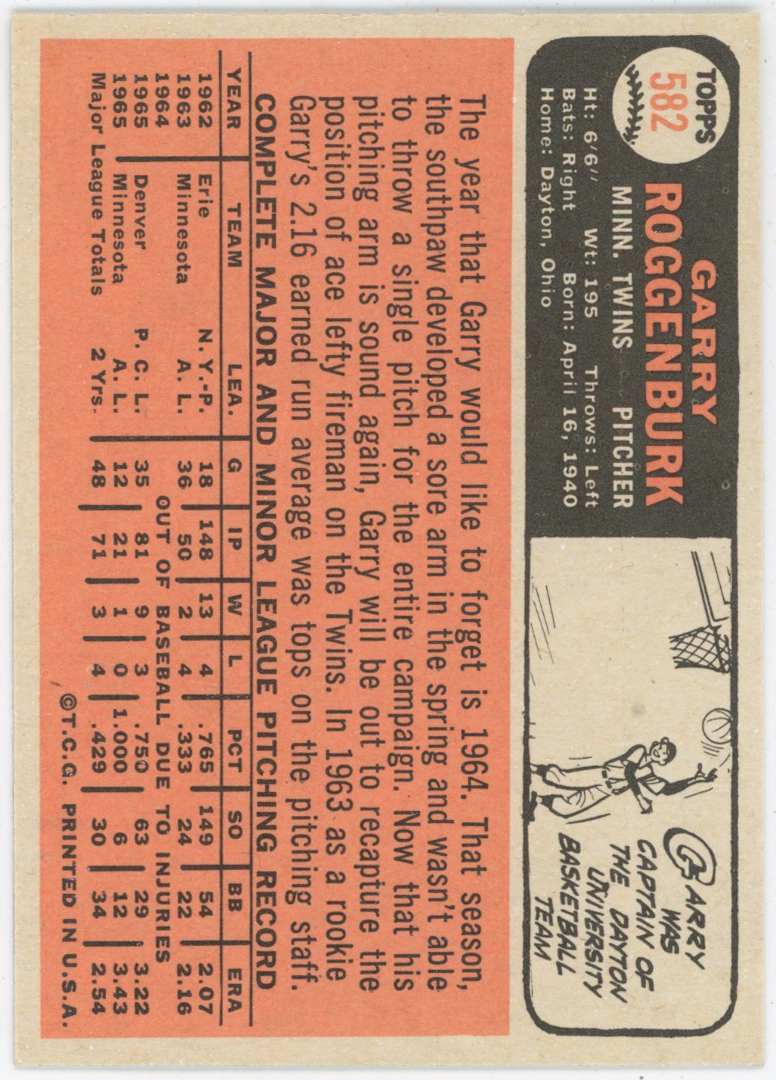 TOPPS
582
GARRY
ROGGENBURK
MINN. TWINS PITCHER
Ht: 6'6" Wt: 195 Throws: Left
Bats: Right Born: April 16, 1940
Home: Dayton, Ohio
GARRY
WAS
CAPTAIN OF
THE DAYTON
UNIVERSITY
BASKETBALL
TEAM
The year that Garry would like to forget is 1964. That season,
the southpaw developed a sore arm in the spring and wasn't able
to throw a single pitch for the entire campaign. Now that his
pitching arm is sound again, Garry will be out to recapture the
position of ace lefty fireman on the Twins. In 1963 as a rookie
Garry's 2.16 earned run average was tops on the pitching staff.
COMPLETE MAJOR AND MINOR LEAGUE PITCHING RECORD
YEAR TEAM LEA. G IP W L PCT SO BB ERA
1962 Erie N. Y.-P. 18 148 13 4 .765 149 54 2.07
1963 Minnesota A. L. 36 50 2 4 .333 24 22 2.16
1964 OUT OF BASEBALL DUE TO INJURIES
1965 Denver P. C. L. 35 81 9 3 .750 63 29 3.22
1965 Minnesota A. L. 12 21 1 0 1.000 6 12 3.43
Major League Totals 2 Yrs. 48 71 3 4 .429 30 34 2.54
©T.C.G. PRINTED IN U.S.A.